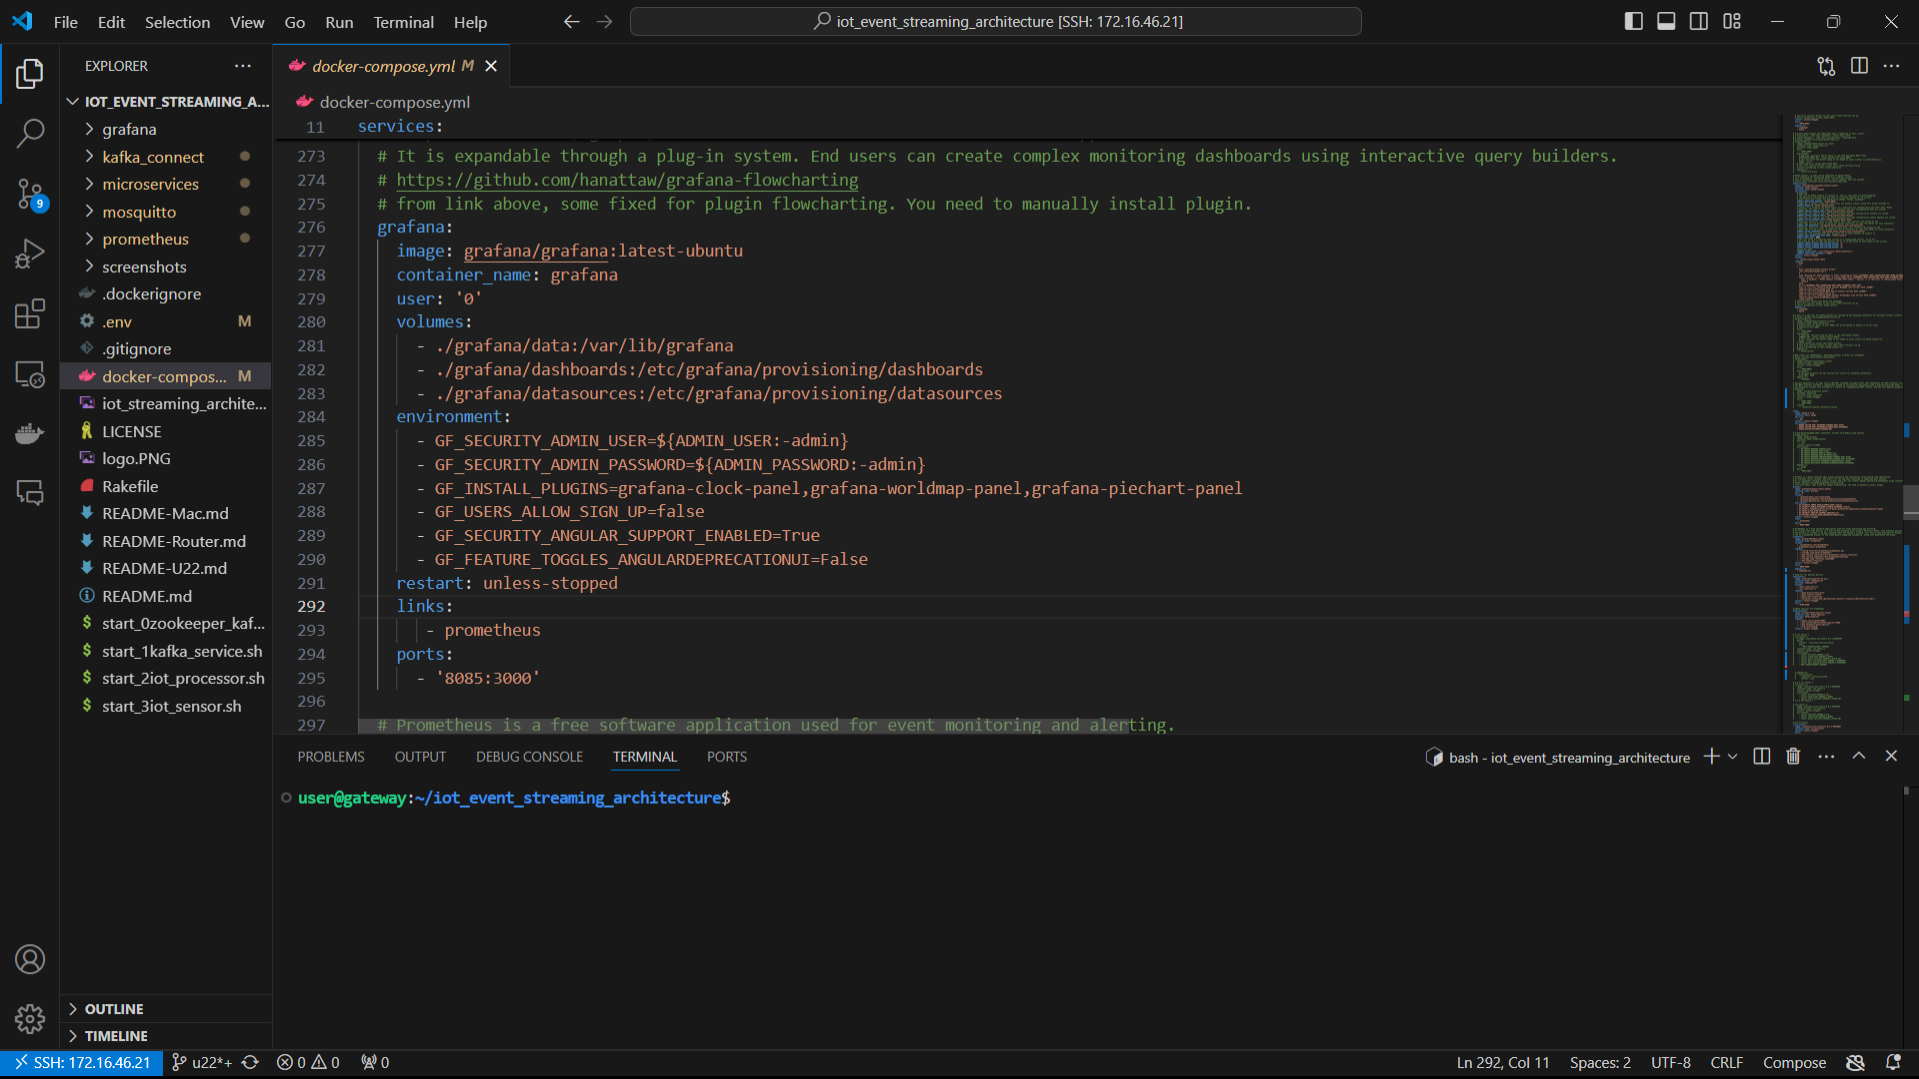 File Edit Selection View Go Run Terminal Help
iot_event_streaming_architecture [SSH: 172.16.46.21]
EXPLORER
IOT_EVENT_STREAMING_A...
grafana
kafka_connect
microservices
mosquitto
prometheus
screenshots
.dockerignore
.env M
.gitignore
docker-compos... M
iot_streaming_archite...
LICENSE
logo.PNG
Rakefile
README-Mac.md
README-Router.md
README-U22.md
README.md
start_0zookeeper_kaf...
start_1kafka_service.sh
start_2iot_processor.sh
start_3iot_sensor.sh
OUTLINE
TIMELINE
9
docker-compose.yml M
docker-compose.yml
11 services:
273 # It is expandable through a plug-in system. End users can create complex monitoring dashboards using interactive query builders.
274 # https://github.com/hanattaw/grafana-flowcharting
275 # from link above, some fixed for plugin flowcharting. You need to manually install plugin.
276 grafana:
277 image: grafana/grafana:latest-ubuntu
278 container_name: grafana
279 user: '0'
280 volumes:
281 - ./grafana/data:/var/lib/grafana
282 - ./grafana/dashboards:/etc/grafana/provisioning/dashboards
283 - ./grafana/datasources:/etc/grafana/provisioning/datasources
284 environment:
285 - GF_SECURITY_ADMIN_USER=${ADMIN_USER:-admin}
286 - GF_SECURITY_ADMIN_PASSWORD=${ADMIN_PASSWORD:-admin}
287 - GF_INSTALL_PLUGINS=grafana-clock-panel,grafana-worldmap-panel,grafana-piechart-panel
288 - GF_USERS_ALLOW_SIGN_UP=false
289 - GF_SECURITY_ANGULAR_SUPPORT_ENABLED=True
290 - GF_FEATURE_TOGGLES_ANGULARDEPRECATIONUI=False
291 restart: unless-stopped
292 links:
293 - prometheus
294 ports:
295 - '8085:3000'
296
297 # Prometheus is a free software application used for event monitoring and alerting.
PROBLEMS OUTPUT DEBUG CONSOLE TERMINAL PORTS
bash - iot_event_streaming_architecture
user@gateway:~/iot_event_streaming_architecture$
SSH: 172.16.46.21 u22*+ 0 0 0
Ln 292, Col 11 Spaces: 2 UTF-8 CRLF Compose